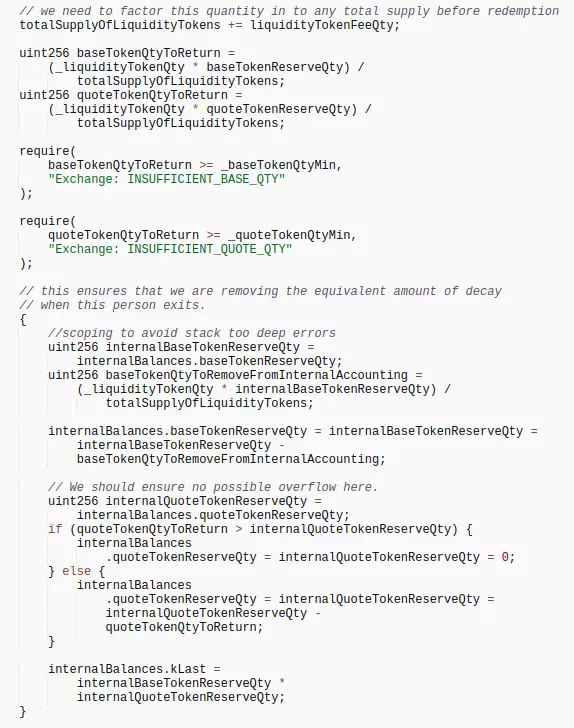 // we need to factor this quantity in to any total supply before redemption
totalSupplyOfLiquidityTokens += liquidityTokenFeeQty;
uint256 baseTokenQtyToReturn =
(_liquidityTokenQty * baseTokenReserveQty) /
totalSupplyOfLiquidityTokens;
uint256 quoteTokenQtyToReturn =
(_liquidityTokenQty * quoteTokenReserveQty) /
totalSupplyOfLiquidityTokens;
require(
baseTokenQtyToReturn >= _baseTokenQtyMin,
"Exchange: INSUFFICIENT_BASE_QTY"
);
require(
quoteTokenQtyToReturn >= _quoteTokenQtyMin,
"Exchange: INSUFFICIENT_QUOTE_QTY"
);
// this ensures that we are removing the equivalent amount of decay
// when this person exits.
{
//scoping to avoid stack too deep errors
uint256 internalBaseTokenReserveQty =
internalBalances.baseTokenReserveQty;
uint256 baseTokenQtyToRemoveFromInternalAccounting =
(_liquidityTokenQty * internalBaseTokenReserveQty) /
totalSupplyOfLiquidityTokens;
internalBalances.baseTokenReserveQty = internalBaseTokenReserveQty =
internalBaseTokenReserveQty -
baseTokenQtyToRemoveFromInternalAccounting;
// We should ensure no possible overflow here.
uint256 internalQuoteTokenReserveQty =
internalBalances.quoteTokenReserveQty;
if (quoteTokenQtyToReturn > internalQuoteTokenReserveQty) {
internalBalances
.quoteTokenReserveQty = internalQuoteTokenReserveQty = 0;
} else {
internalBalances
.quoteTokenReserveQty = internalQuoteTokenReserveQty =
internalQuoteTokenReserveQty -
quoteTokenQtyToReturn;
}
internalBalances.kLast =
internalBaseTokenReserveQty *
internalQuoteTokenReserveQty;
}